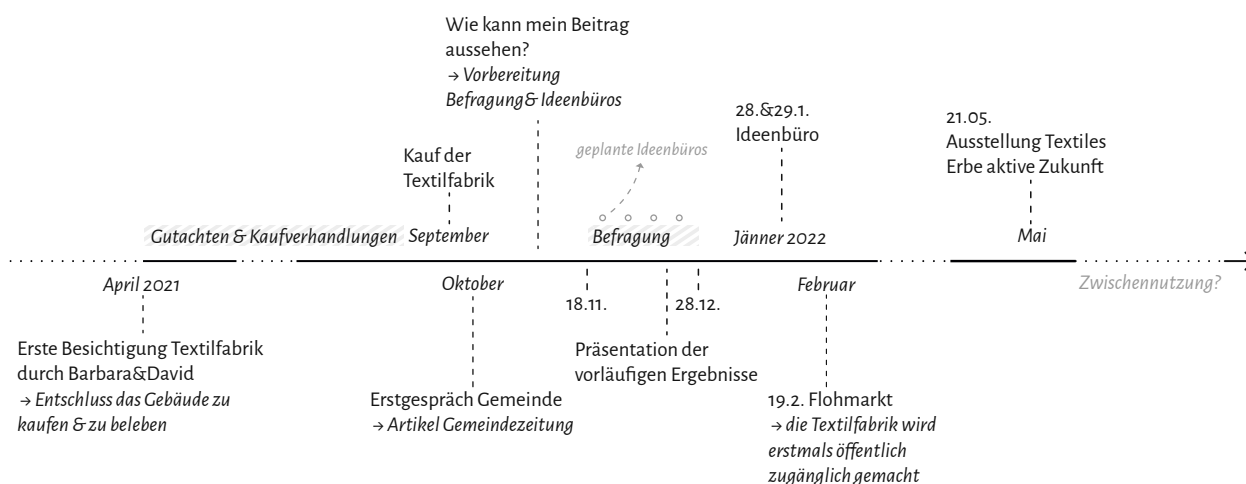 Wie kann mein Beitrag
aussehen?
→ Vorbereitung
Befragung& Ideenbüros
28.&29.1.
Ideenbüro
21.05.
Ausstellung Textiles
Erbe aktive Zukunft
geplante Ideenbüros
Kauf der
Textilfabrik
Gutachten & Kaufverhandlungen
September
Befragung
Jänner 2022
Mai
April 2021
Oktober
18.11.
28.12.
Februar
Zwischennutzung?
Erste Besichtigung Textilfabrik
durch Barbara&David
→ Entschluss das Gebäude zu
kaufen & zu beleben
Erstgespräch Gemeinde
→ Artikel Gemeindezeitung
Präsentation der
vorläufigen Ergebnisse
19.2. Flohmarkt
→ die Textilfabrik wird
erstmals öffentlich
zugänglich gemacht